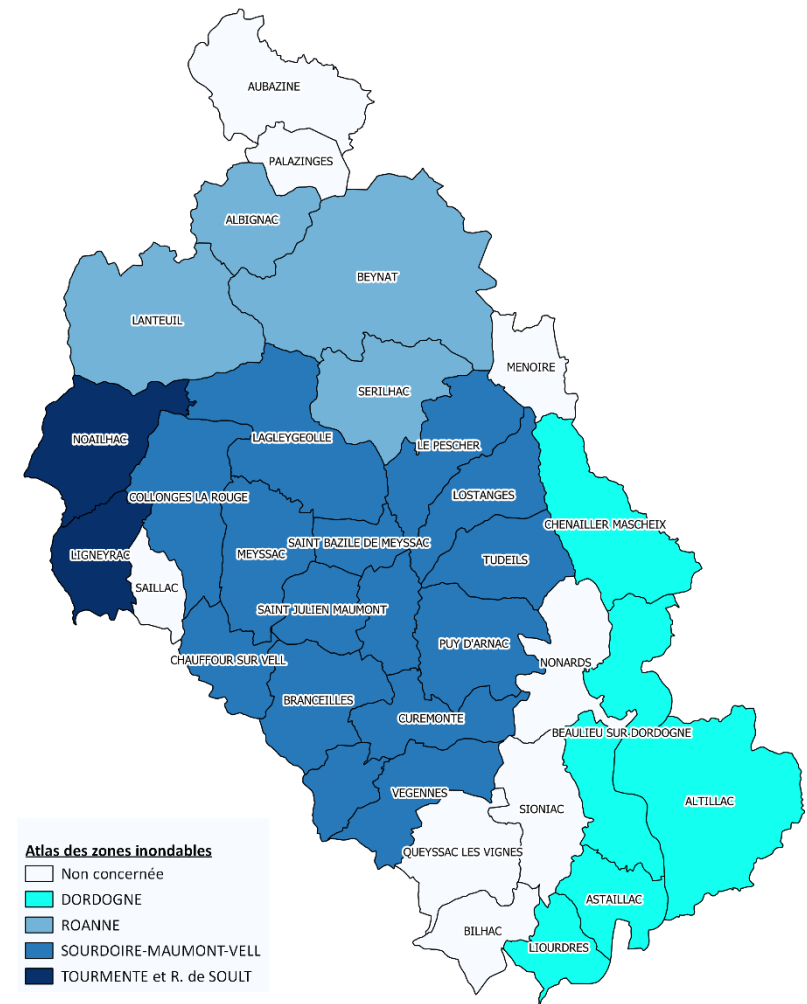 AUBAZINE
PALAZINGES
ALBIGNAC
BEYNAT
LANTEUIL
MENOIRE
SERILHAC
NOAILHAC
LAGLEYGEOLLE
LE PESCHER
COLLONGES LA ROUGE
LOSTANGES
CHENAILLER MASCHEIX
SAINT BAZILE DE MEYSSAC
LIGNEYRAC
MEYSSAC
TUDEILS
SAILLAC
SAINT JULIEN MAUMONT
PUY D'ARNAC
CHAUFFOUR SUR VELL
NONARDS
BRANCEILLES
CUREMONTE
BEAULIEU SUR DORDOGNE
VEGENNES
SIONIAC
ALTILLAC
QUEYSSAC LES VIGNES
ASTAILLAC
BILHAC
LIOURDRES
Atlas des zones inondables
Non concernée
DORDOGNE
ROANNE
SOURDOIRE-MAUMONT-VELL
TOURMENTE et R. de SOULT